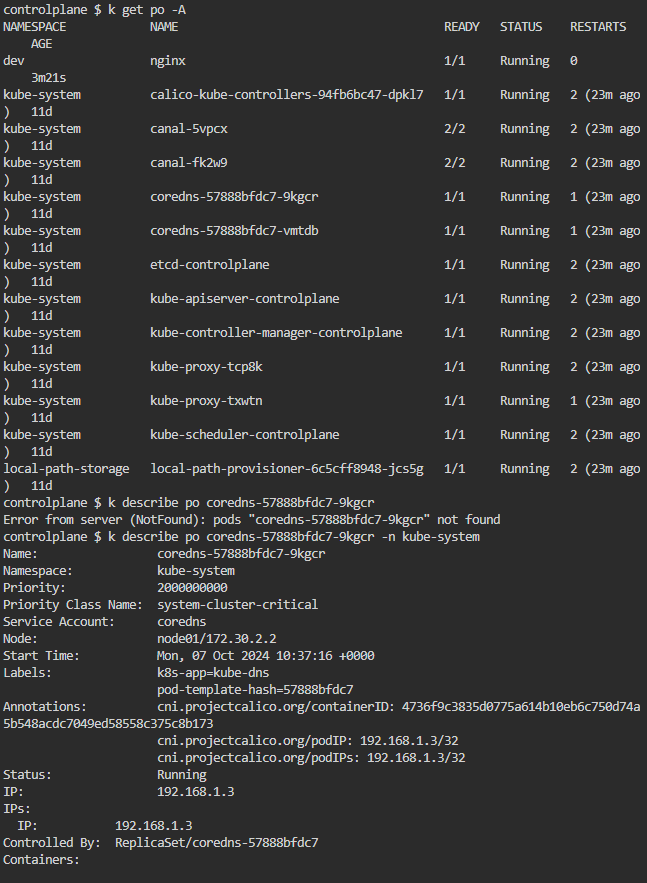 controlplane $ k get po -A
NAMESPACE            NAME                                      READY   STATUS    RESTARTS
    AGE
dev                  nginx                                     1/1     Running   0
    3m21s
kube-system          calico-kube-controllers-94fb6bc47-dpkl7   1/1     Running   2 (23m ago
)   11d
kube-system          canal-5vpcx                               2/2     Running   2 (23m ago
)   11d
kube-system          canal-fk2w9                               2/2     Running   2 (23m ago
)   11d
kube-system          coredns-57888bfdc7-9kgcr                  1/1     Running   1 (23m ago
)   11d
kube-system          coredns-57888bfdc7-vmtdb                  1/1     Running   1 (23m ago
)   11d
kube-system          etcd-controlplane                         1/1     Running   2 (23m ago
)   11d
kube-system          kube-apiserver-controlplane               1/1     Running   2 (23m ago
)   11d
kube-system          kube-controller-manager-controlplane      1/1     Running   2 (23m ago
)   11d
kube-system          kube-proxy-tcp8k                          1/1     Running   2 (23m ago
)   11d
kube-system          kube-proxy-txwtn                          1/1     Running   1 (23m ago
)   11d
kube-system          kube-scheduler-controlplane               1/1     Running   2 (23m ago
)   11d
local-path-storage   local-path-provisioner-6c5cff8948-jcs5g   1/1     Running   2 (23m ago
)   11d
controlplane $ k describe po coredns-57888bfdc7-9kgcr
Error from server (NotFound): pods "coredns-57888bfdc7-9kgcr" not found
controlplane $ k describe po coredns-57888bfdc7-9kgcr -n kube-system
Name:                 coredns-57888bfdc7-9kgcr
Namespace:            kube-system
Priority:             2000000000
Priority Class Name:  system-cluster-critical
Service Account:      coredns
Node:                 node01/172.30.2.2
Start Time:           Mon, 07 Oct 2024 10:37:16 +0000
Labels:               k8s-app=kube-dns
                      pod-template-hash=57888bfdc7
Annotations:          cni.projectcalico.org/containerID: 4736f9c3835d0775a614b10eb6c750d74a
5b548acdc7049ed58558c375c8b173
                      cni.projectcalico.org/podIP: 192.168.1.3/32
                      cni.projectcalico.org/podIPs: 192.168.1.3/32
Status:               Running
IP:                   192.168.1.3
IPs:
  IP:           192.168.1.3
Controlled By:  ReplicaSet/coredns-57888bfdc7
Containers: